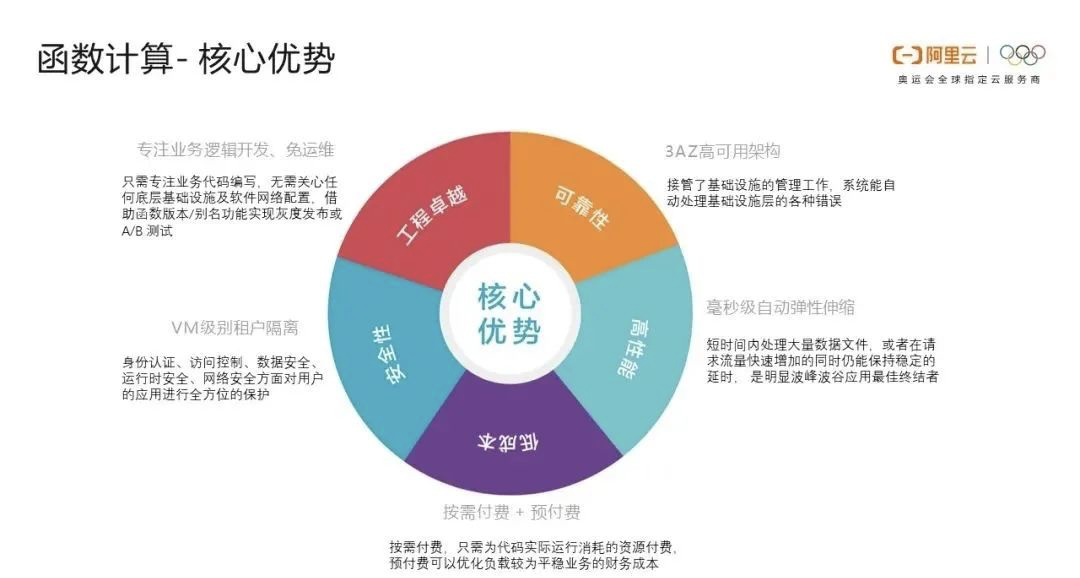 函数计算- 核心优势
阿里云
奥运会全球指定云服务商
专注业务逻辑开发、免运维
只需专注业务代码编写，无需关心任
何底层基础设施及软件网络配置，借
助函数版本/别名功能实现灰度发布或
A/B 测试
3AZ高可用架构
接管了基础设施的管理工作，系统能自
动处理基础设施层的各种错误
工程卓越
可靠性
核心
优势
安全性
高性能
低成本
VM级别租户隔离
身份认证、访问控制、数据安全、
运行时安全、网络安全方面对用户
的应用进行全方位的保护
毫秒级自动弹性伸缩
短时间内处理大量数据文件，或者在请
求流量快速增加的同时仍能保持稳定的
延时， 是明显波峰波谷应用最佳终结者
按需付费 + 预付费
按需付费，只需为代码实际运行消耗的资源付费，
预付费可以优化负载较为平稳业务的财务成本